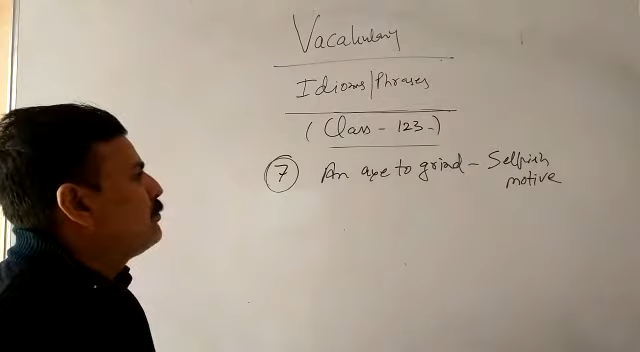 Vacabulary
Idioms/Phrases
(Class - 123-)
7 An axe to grind - Selfish
motive